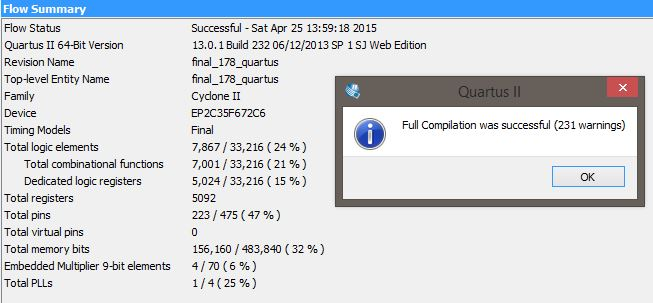 Flow Summary
Flow Status Successful - Sat Apr 25 13:59:18 2015
Quartus II 64-Bit Version 13.0.1 Build 232 06/12/2013 SP 1 SJ Web Edition
Revision Name final_178_quartus
Top-level Entity Name final_178_quartus
Family Cyclone II
Device EP2C35F672C6
Timing Models Final
Total logic elements 7,867 / 33,216 ( 24 % )
Total combinational functions 7,001 / 33,216 ( 21 % )
Dedicated logic registers 5,024 / 33,216 ( 15 % )
Total registers 5092
Total pins 223 / 475 ( 47 % )
Total virtual pins 0
Total memory bits 156,160 / 483,840 ( 32 % )
Embedded Multiplier 9-bit elements 4 / 70 ( 6 % )
Total PLLs 1 / 4 ( 25 % )
Quartus II
Full Compilation was successful (231 warnings)
OK